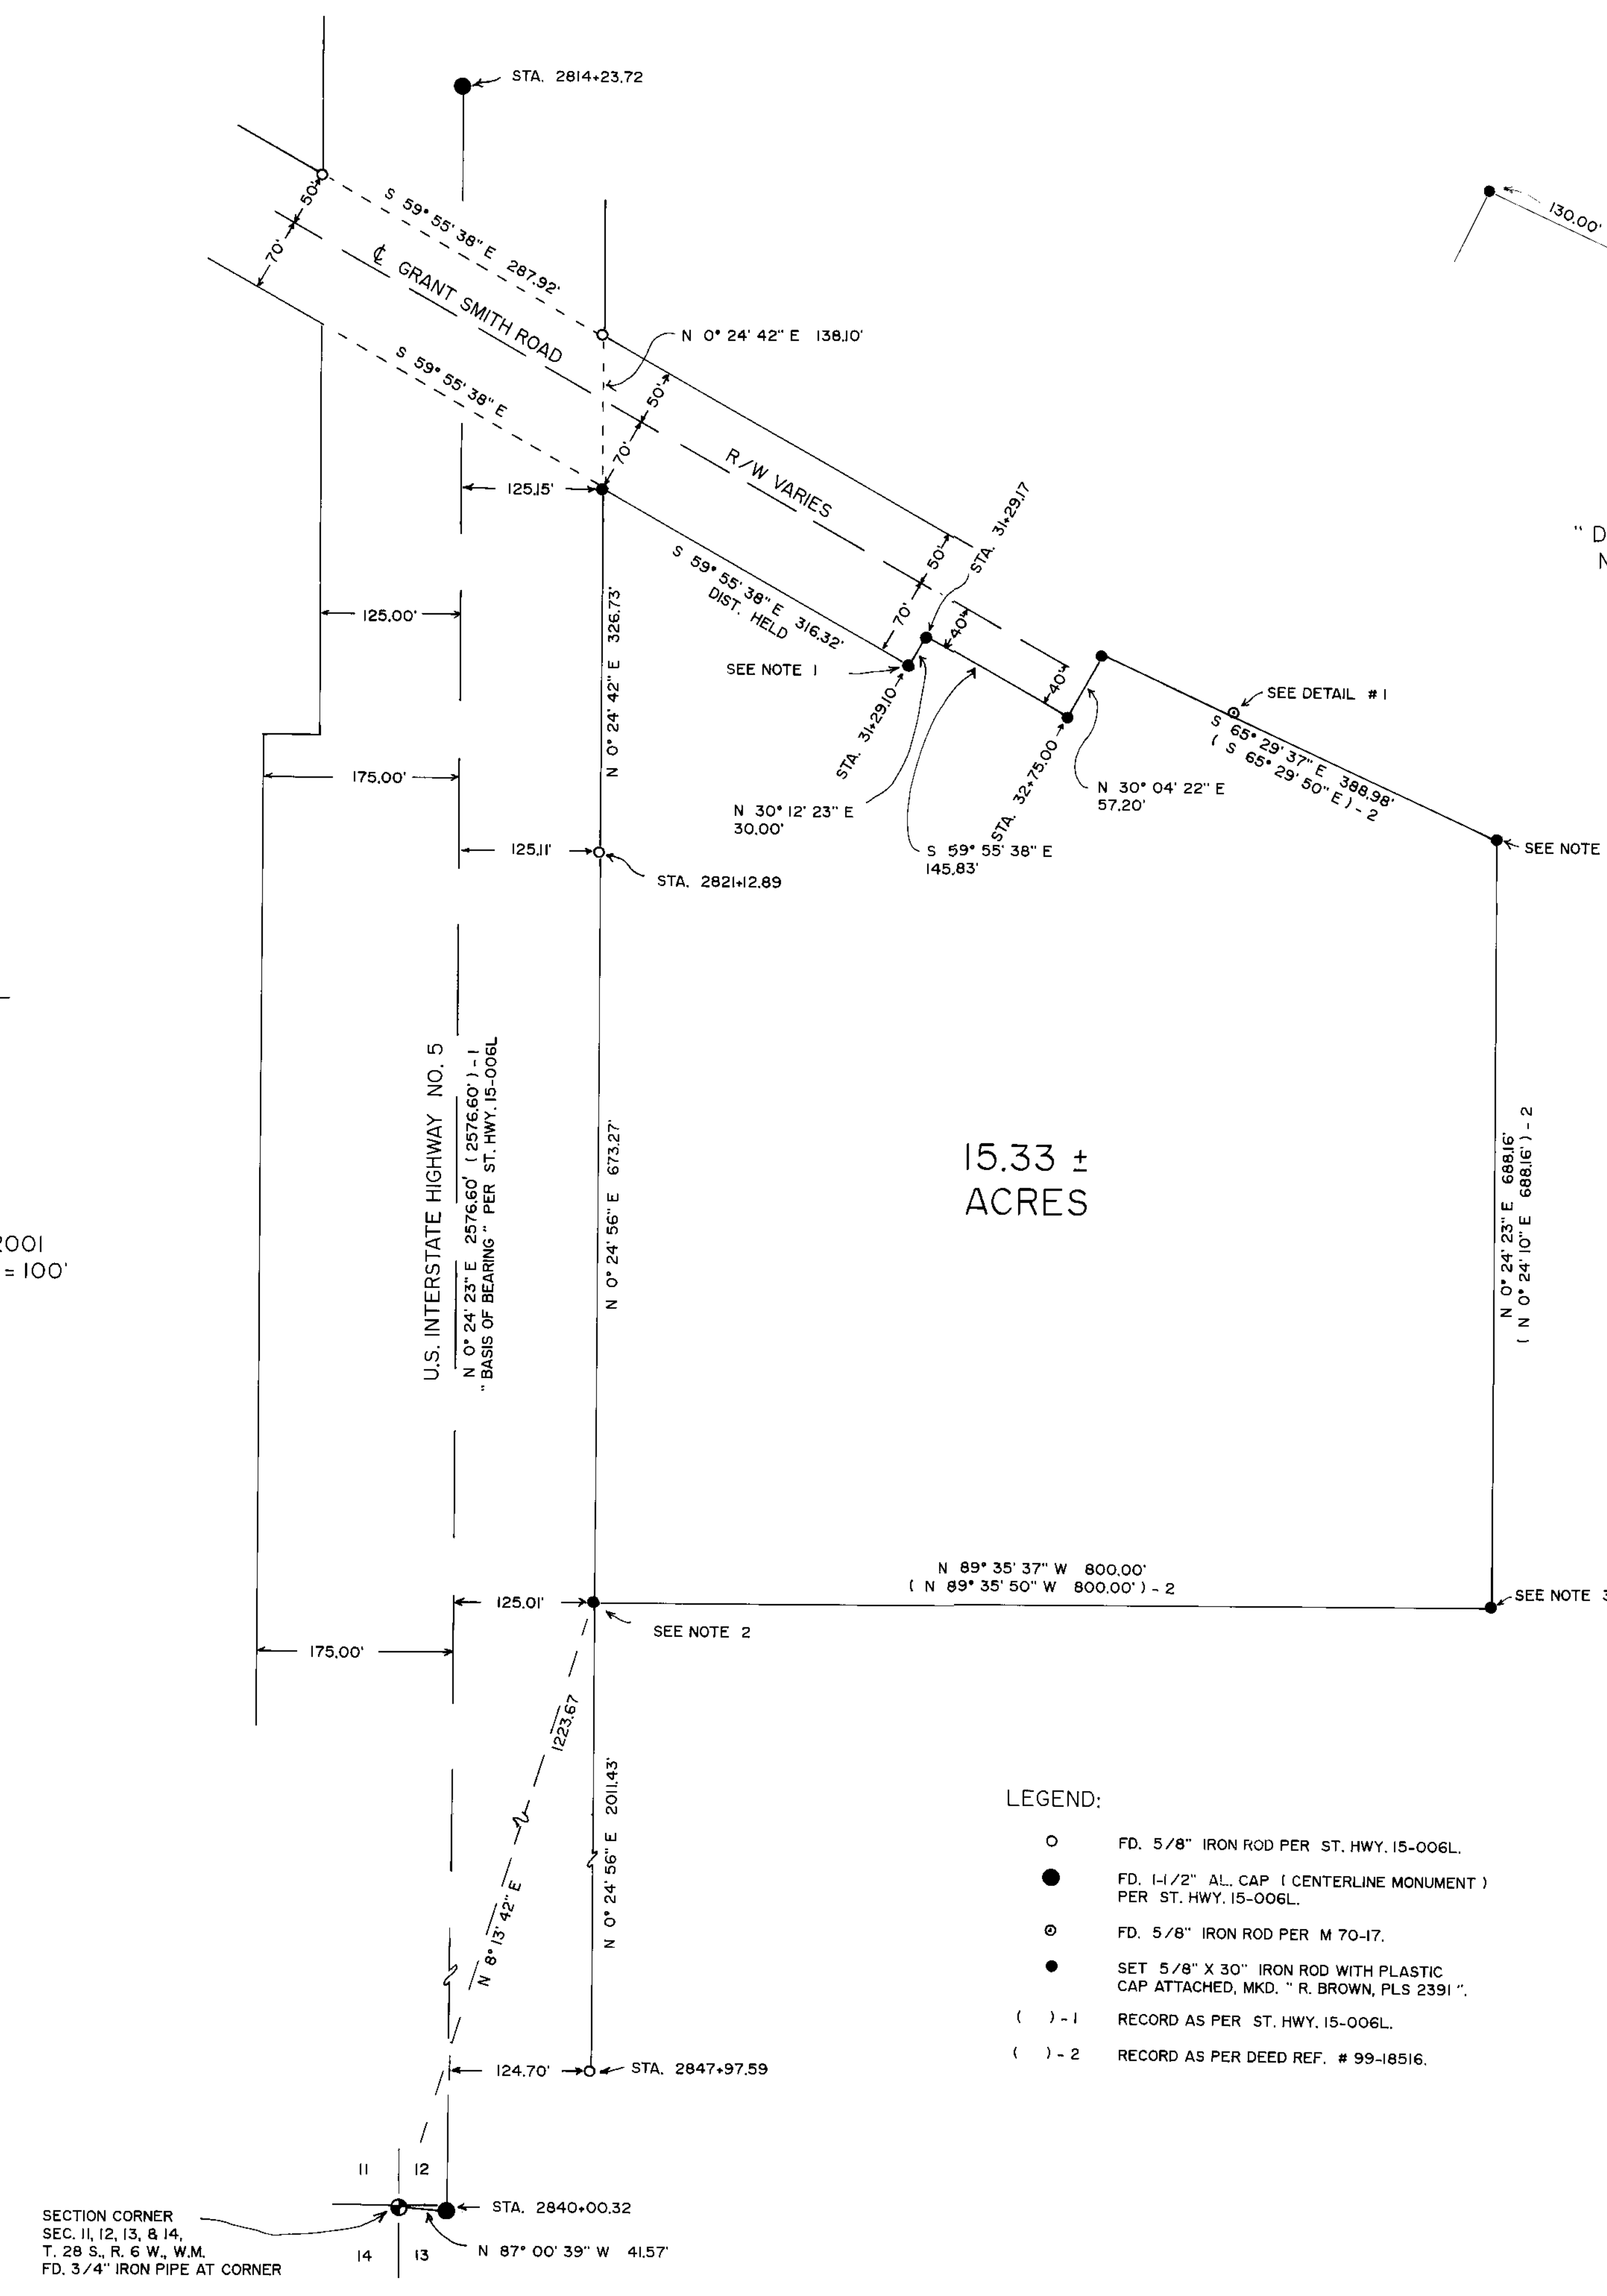 STA. 2814+23.72
50'
S 59° 55' 38" E 287.92'
130.00'
70'
℄ GRANT SMITH ROAD
N 0° 24' 42" E 138.10'
S 59° 55' 38" E
50'
70'
R/W VARIES
125.15'
STA. 31+29.17
" D
N
S 59° 55' 38" E 316.32'
DIST. HELD
50'
70'
40'
125.00'
N 0° 24' 42" E 326.73'
SEE NOTE 1
STA. 31+29.10
40'
SEE DETAIL #1
S 65° 29' 37" E 388.98'
( S 65° 29' 50" E ) - 2
175.00'
N 30° 12' 23" E
30.00'
STA. 32+75.00
N 30° 04' 22" E
57.20'
125.11'
S 59° 55' 38" E
145.83'
SEE NOTE
STA. 2821+12.89
U.S. INTERSTATE HIGHWAY NO. 5
N 0° 24' 23" E 2576.60' ( 2576.60' ) - 1
" BASIS OF BEARING " PER ST. HWY. 15-006L
N 0° 24' 56" E 673.27'
15.33 ±
ACRES
N 0° 24' 23" E 688.16'
( N 0° 24' 10" E 688.16' ) - 2
2001
= 100'
N 89° 35' 37" W 800.00'
( N 89° 35' 50" W 800.00' ) - 2
125.01'
SEE NOTE 2
SEE NOTE 3
175.00'
1223.67
N 8° 13' 42" E
N 0° 24' 56" E 2011.43'
LEGEND:
FD. 5/8" IRON ROD PER ST. HWY. 15-006L.
FD. 1-1/2" AL. CAP ( CENTERLINE MONUMENT )
PER ST. HWY. 15-006L.
FD. 5/8" IRON ROD PER M 70-17.
SET 5/8" X 30" IRON ROD WITH PLASTIC
CAP ATTACHED, MKD. " R. BROWN, PLS 2391 ".
( ) - 1 RECORD AS PER ST. HWY. 15-006L.
( ) - 2 RECORD AS PER DEED REF. # 99-18516.
124.70'
STA. 2847+97.59
11 12
STA. 2840+00.32
SECTION CORNER
SEC. 11, 12, 13, & 14,
T. 28 S., R. 6 W., W.M.
FD. 3/4" IRON PIPE AT CORNER
14 13
N 87° 00' 39" W 41.57'